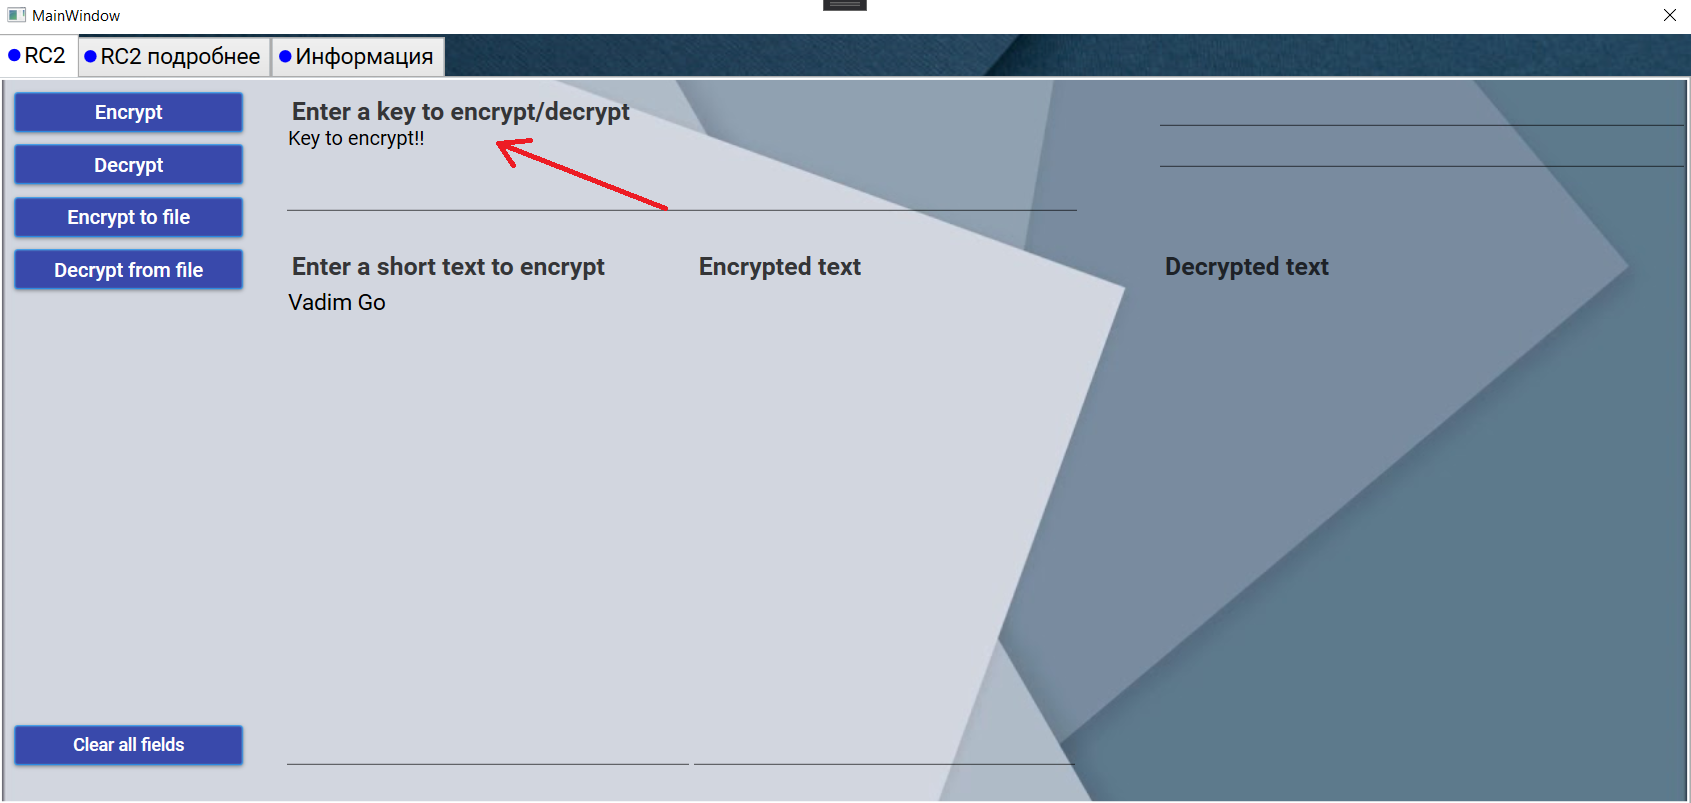 MainWindow
RC2
RC2 подробнее
Информация
Encrypt
Decrypt
Encrypt to file
Decrypt from file
Clear all fields
Enter a key to encrypt/decrypt
Key to encrypt!!
Enter a short text to encrypt
Vadim Go
Encrypted text
Decrypted text